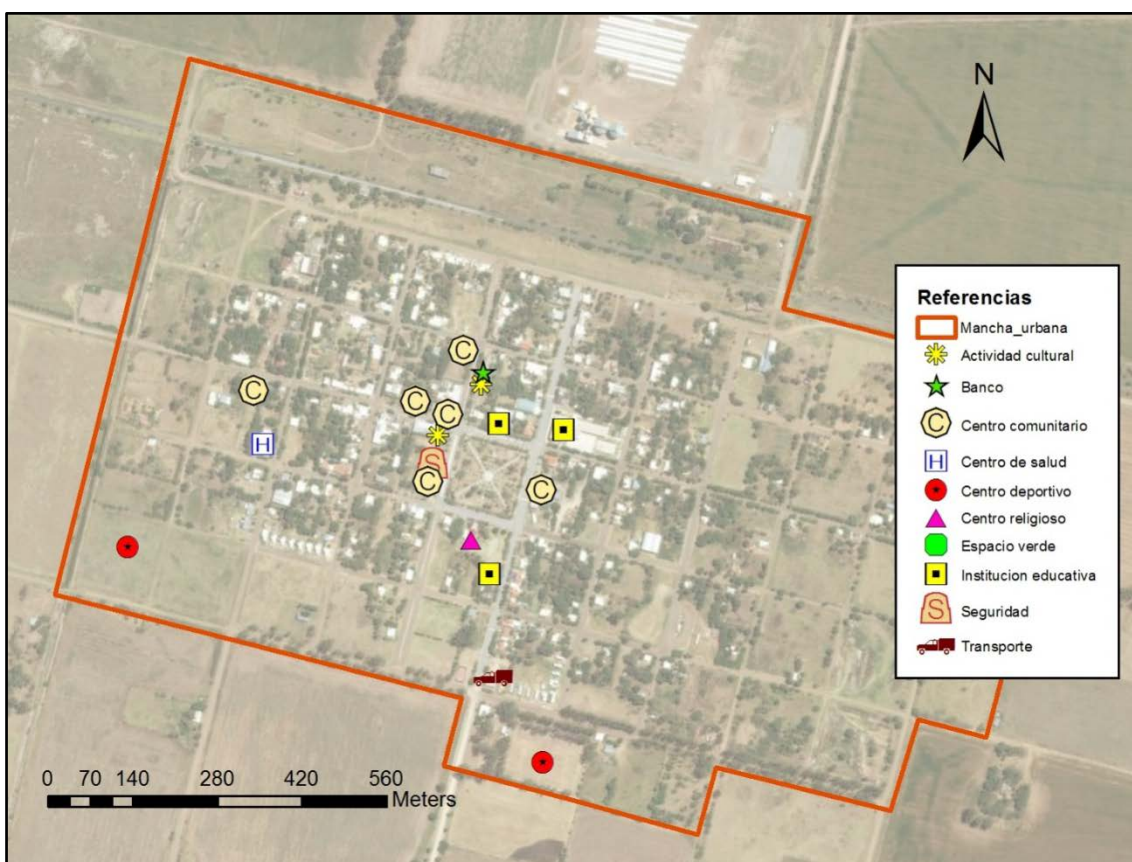 N
Referencias
Mancha_urbana
Actividad cultural
Banco
C Centro comunitario
H Centro de salud
Centro deportivo
Centro religioso
Espacio verde
Institucion educativa
S Seguridad
Transporte
C
C
C
C
H
S
C
C
0 70 140 280 420 560
Meters